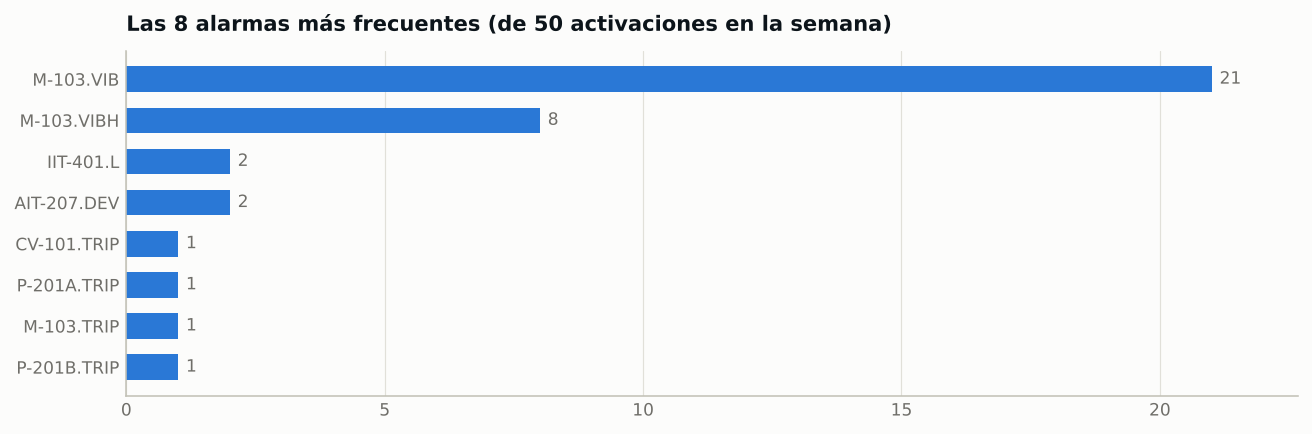 Las 8 alarmas más frecuentes (de 50 activaciones en la semana)
M-103.VIB 21
M-103.VIBH 8
IIT-401.L 2
AIT-207.DEV 2
CV-101.TRIP 1
P-201A.TRIP 1
M-103.TRIP 1
P-201B.TRIP 1
0 5 10 15 20